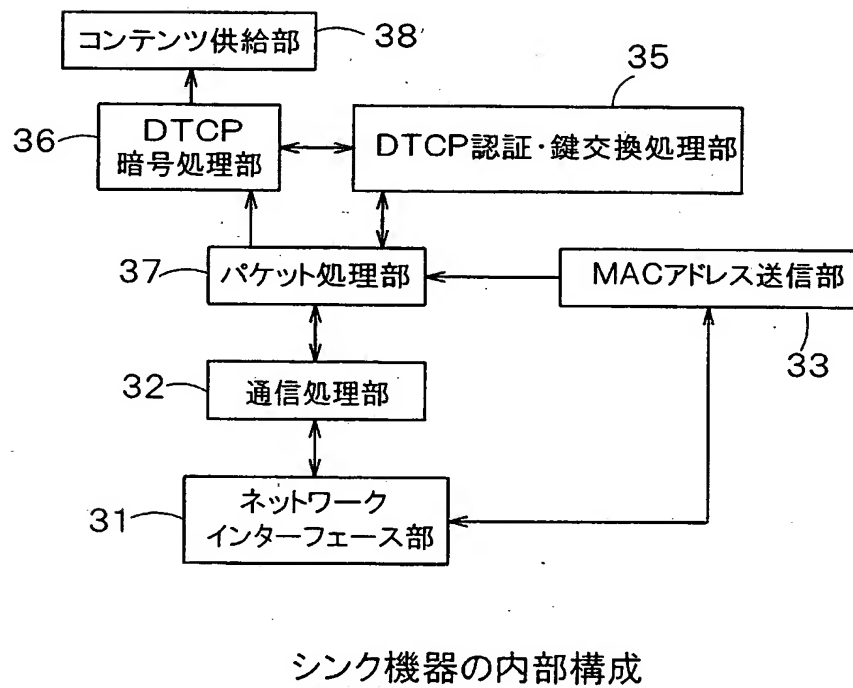 コンテンツ供給部
38
35
36
DTCP
暗号処理部
DTCP認証・鍵交換処理部
37
パケット処理部
MACアドレス送信部
33
32
通信処理部
31
ネットワーク
インターフェース部
シンク機器の内部構成